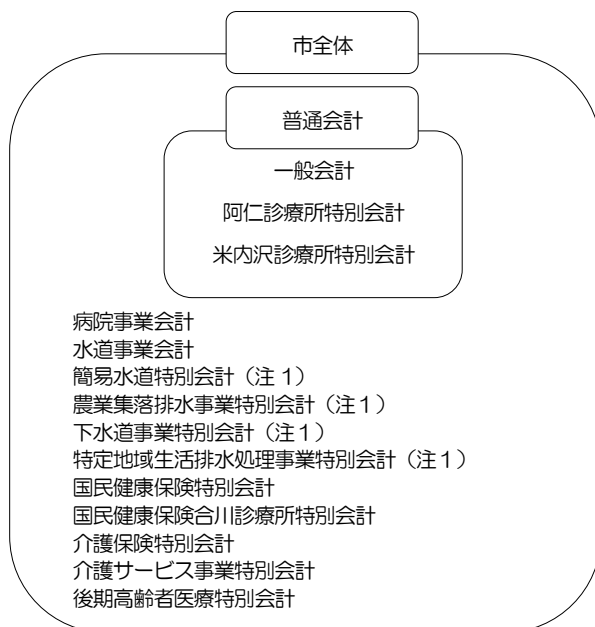 市全体
普通会計
一般会計
阿仁診療所特別会計
米内沢診療所特別会計
病院事業会計
水道事業会計
簡易水道特別会計（注１）
農業集落排水事業特別会計（注１）
下水道事業特別会計（注１）
特定地域生活排水処理事業特別会計（注１）
国民健康保険特別会計
国民健康保険合川診療所特別会計
介護保険特別会計
介護サービス事業特別会計
後期高齢者医療特別会計